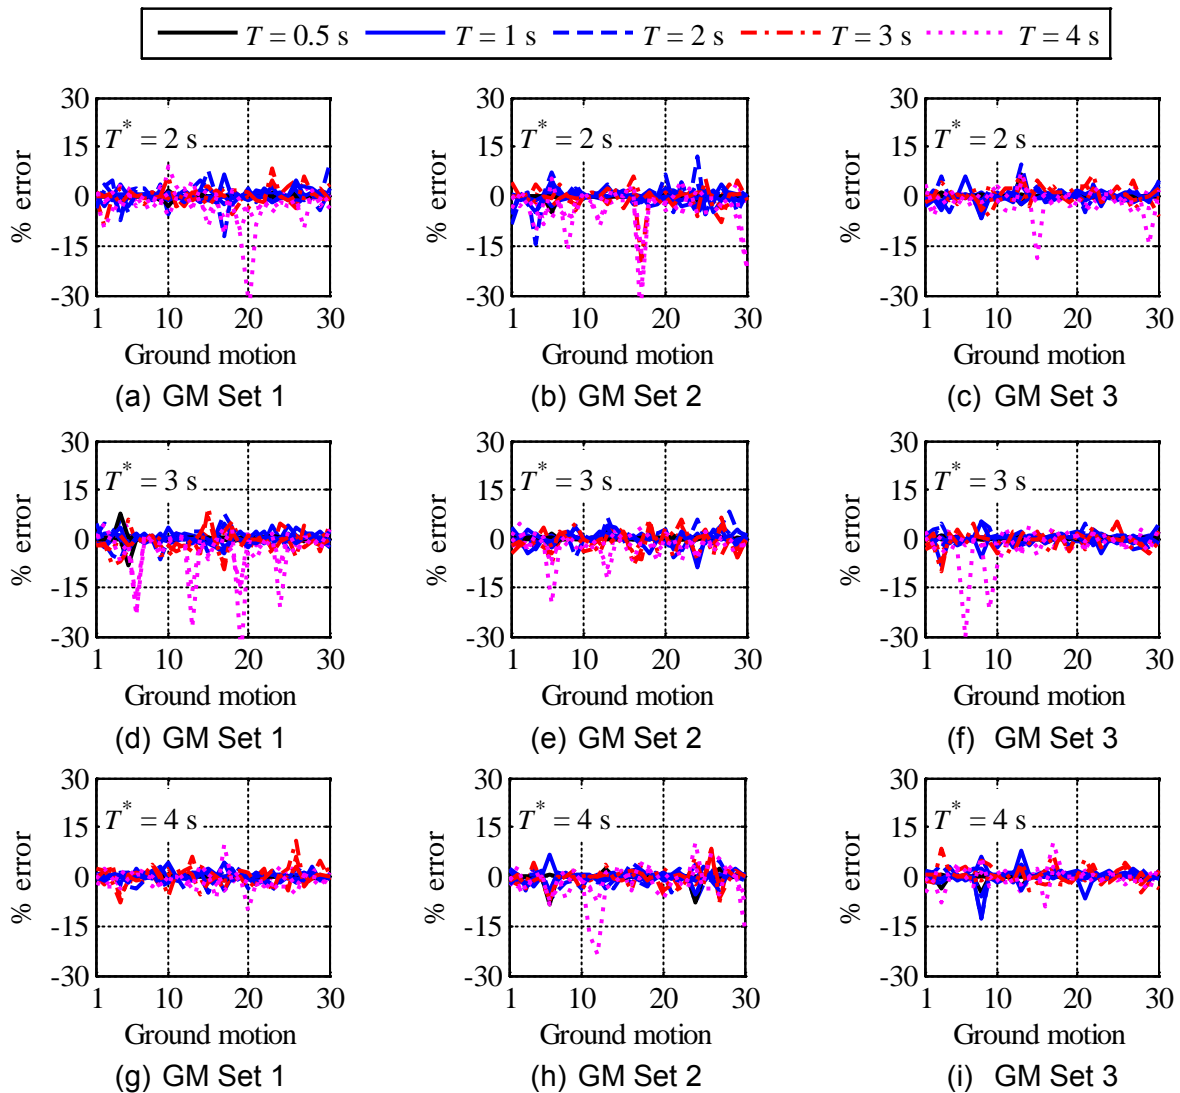 T = 0.5 s T = 1 s T = 2 s T = 3 s T = 4 s
30 30 30
T* = 2 s T* = 2 s T* = 2 s
15 15 15
% error % error % error
0 0 0
-15 -15 -15
-30 -30 -30
1 10 20 30 1 10 20 30 1 10 20 30
Ground motion Ground motion Ground motion
(a) GM Set 1 (b) GM Set 2 (c) GM Set 3
30 30 30
T* = 3 s T* = 3 s T* = 3 s
15 15 15
% error % error % error
0 0 0
-15 -15 -15
-30 -30 -30
1 10 20 30 1 10 20 30 1 10 20 30
Ground motion Ground motion Ground motion
(d) GM Set 1 (e) GM Set 2 (f) GM Set 3
30 30 30
T* = 4 s T* = 4 s T* = 4 s
15 15 15
% error % error % error
0 0 0
-15 -15 -15
-30 -30 -30
1 10 20 30 1 10 20 30 1 10 20 30
Ground motion Ground motion Ground motion
(g) GM Set 1 (h) GM Set 2 (i) GM Set 3